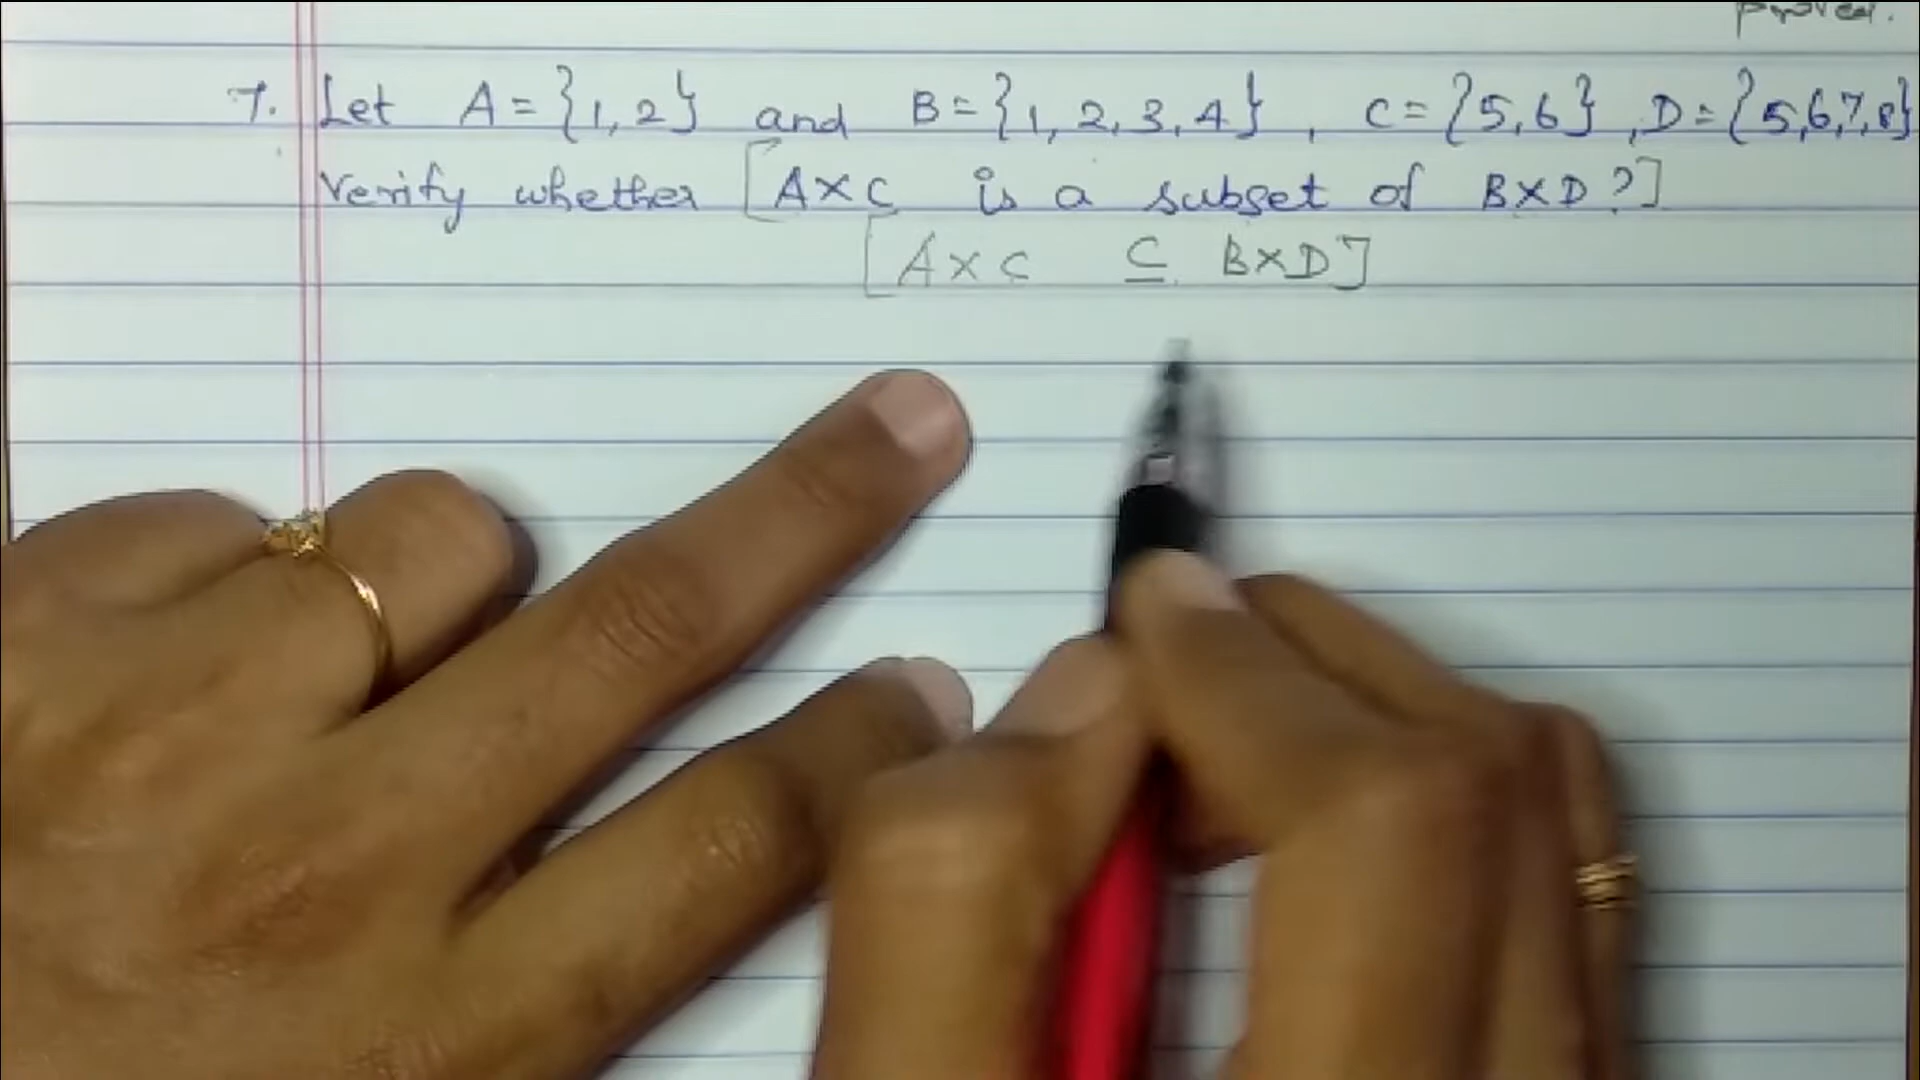 proved.
7. Let A = {1, 2} and B = {1, 2, 3, 4} , C = {5, 6} , D = {5,6,7,8}
Verify whether [A×C is a subset of B×D?]
[A×C ⊆ B×D]